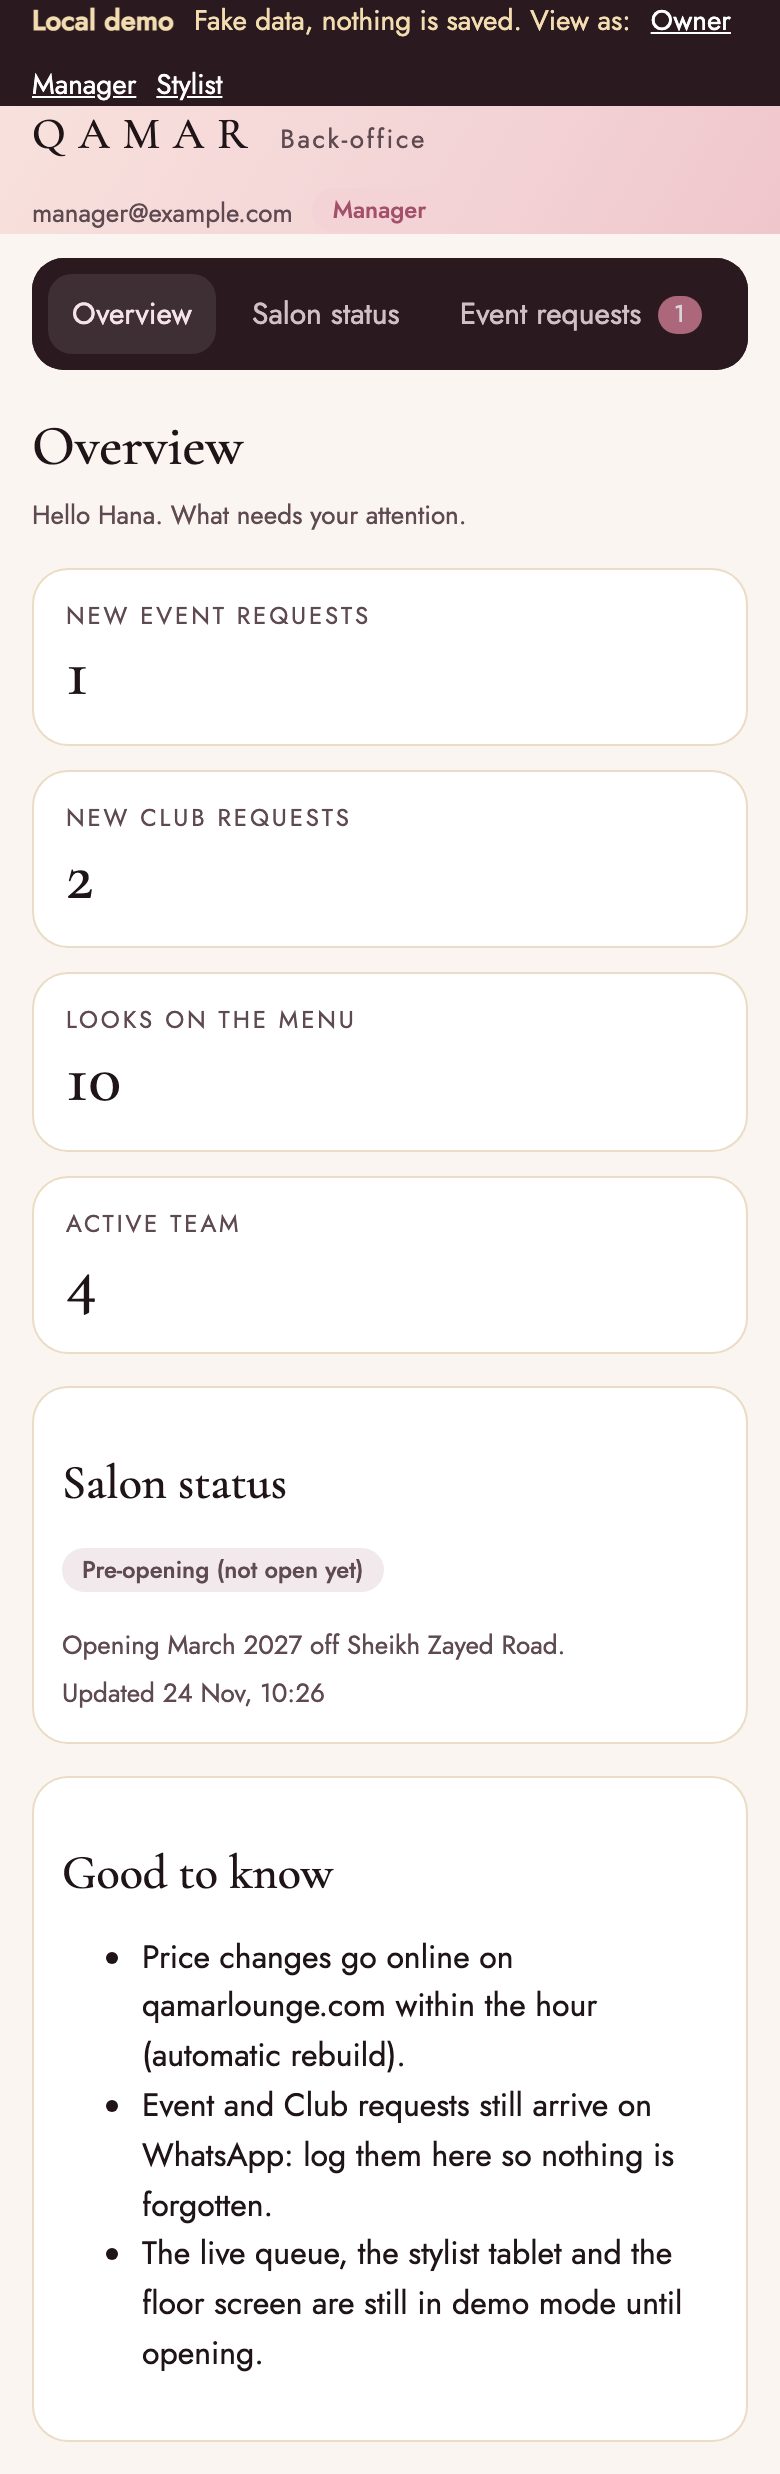 Local demo Fake data, nothing is saved. View as: Owner
Manager Stylist
QAMAR Back-office
manager@example.com Manager
Overview Salon status Event requests 1
Overview
Hello Hana. What needs your attention.
NEW EVENT REQUESTS
1
NEW CLUB REQUESTS
2
LOOKS ON THE MENU
10
ACTIVE TEAM
4
Salon status
Pre-opening (not open yet)
Opening March 2027 off Sheikh Zayed Road.
Updated 24 Nov, 10:26
Good to know
• Price changes go online on
qamarlounge.com within the hour
(automatic rebuild).
• Event and Club requests still arrive on
WhatsApp: log them here so nothing is
forgotten.
• The live queue, the stylist tablet and the
floor screen are still in demo mode until
opening.